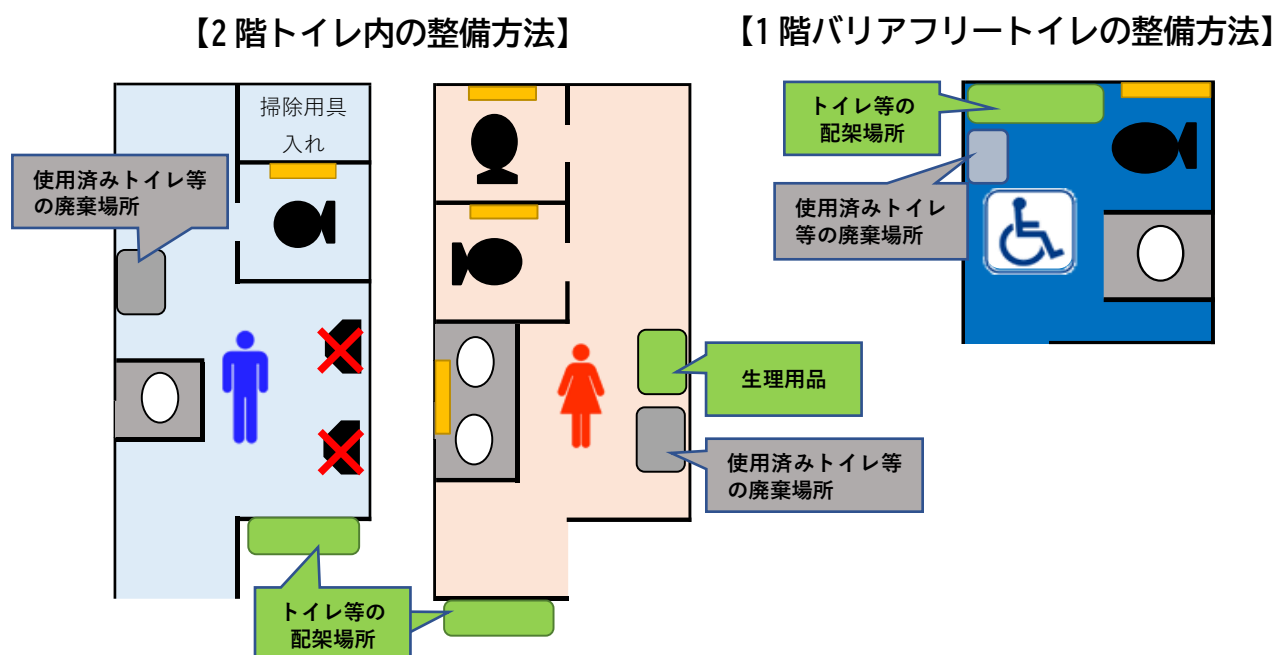 【2階トイレ内の整備方法】
【1階バリアフリートイレの整備方法】
掃除用具
入れ
使用済みトイレ等
の廃棄場所
トイレ等の
配架場所
使用済みトイレ
等の廃棄場所
生理用品
使用済みトイレ等
の廃棄場所
トイレ等の
配架場所